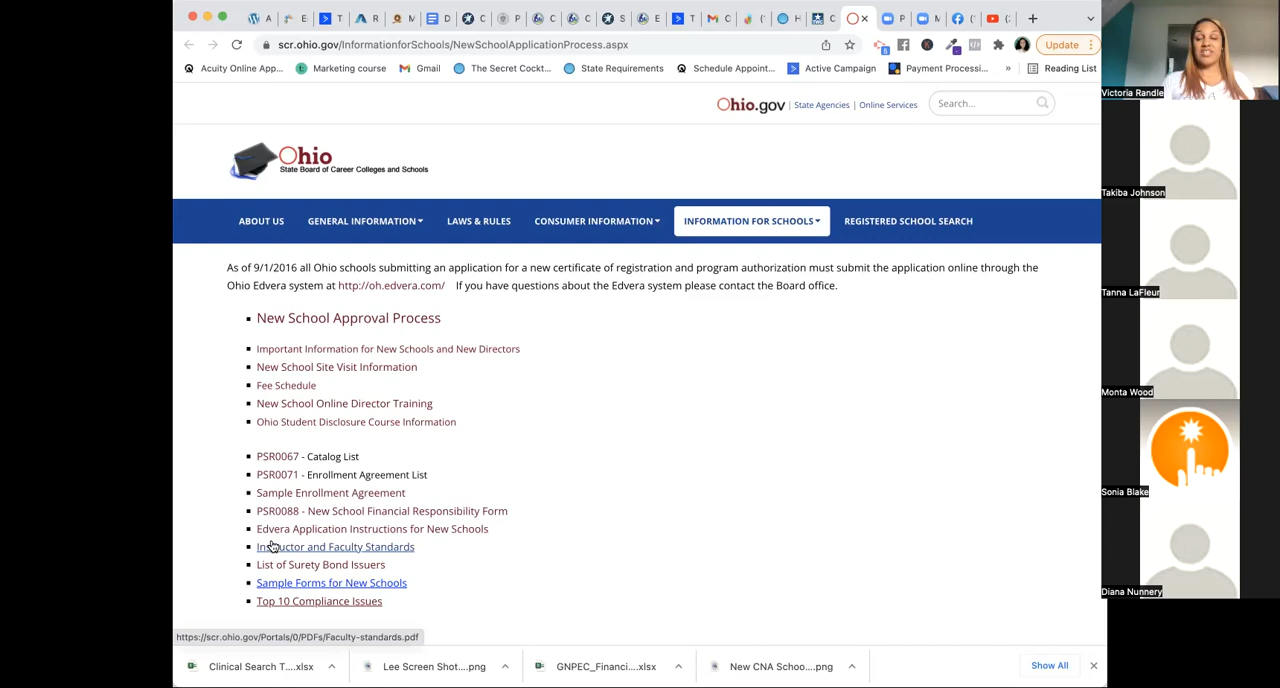 A
E
T
R
M
D
C
P
C
C
S
E
T
C
(
H
C
P
M
F
(
scr.ohio.gov/InformationforSchools/NewSchoolApplicationProcess.aspx
Update
Acuity Online App...
Marketing course
Gmail
The Secret Cockt...
State Requirements
Schedule Appoint...
Active Campaign
Payment Processi...
»
Reading List
Ohio.gov | State Agencies | Online Services
Search...
Ohio
State Board of Career Colleges and Schools
ABOUT US
GENERAL INFORMATION
LAWS & RULES
CONSUMER INFORMATION
INFORMATION FOR SCHOOLS
REGISTERED SCHOOL SEARCH
As of 9/1/2016 all Ohio schools submitting an application for a new certificate of registration and program authorization must submit the application online through the
Ohio Edvera system at http://oh.edvera.com/ If you have questions about the Edvera system please contact the Board office.
New School Approval Process
Important Information for New Schools and New Directors
New School Site Visit Information
Fee Schedule
New School Online Director Training
Ohio Student Disclosure Course Information
PSR0067 - Catalog List
PSR0071 - Enrollment Agreement List
Sample Enrollment Agreement
PSR0088 - New School Financial Responsibility Form
Edvera Application Instructions for New Schools
Instructor and Faculty Standards
List of Surety Bond Issuers
Sample Forms for New Schools
Top 10 Compliance Issues
https://scr.ohio.gov/Portals/0/PDFs/Faculty-standards.pdf
Clinical Search T....xlsx
Lee Screen Shot....png
GNPEC_Financi....xlsx
New CNA Schoo....png
Show All
Victoria Randle
Takiba Johnson
Tanna LaFleur
Monta Wood
Sonia Blake
Diana Nunnery